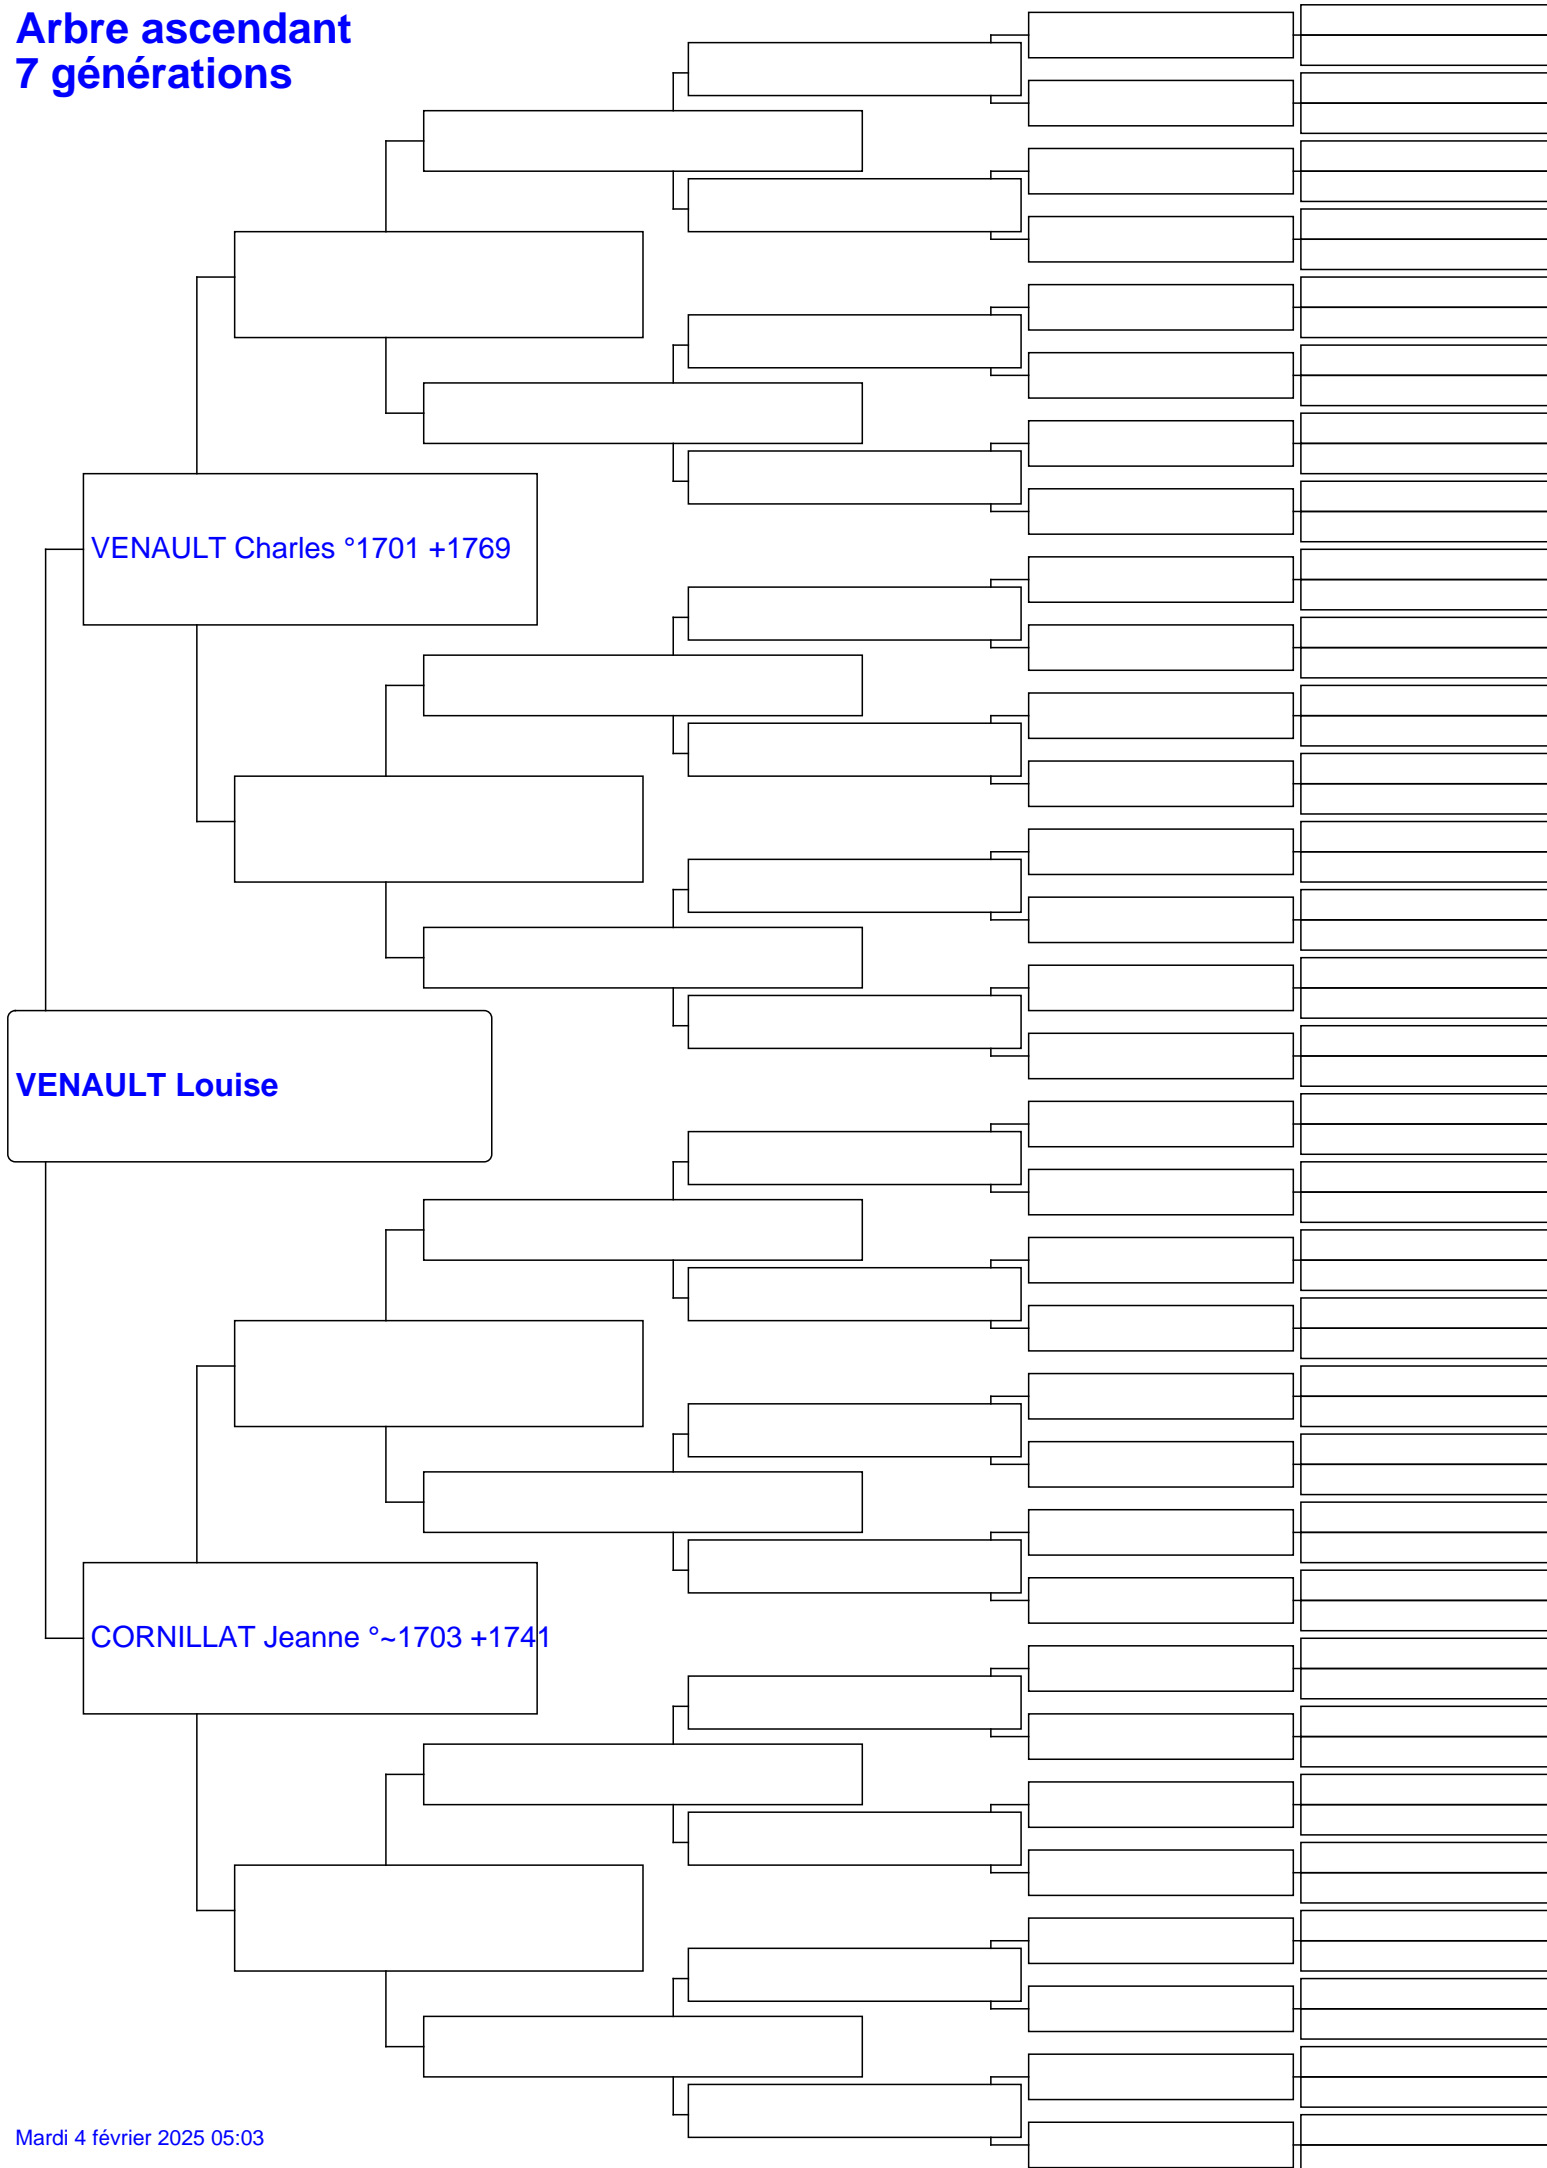 Arbre ascendant
7 générations
VENAULT Charles °1701 +1769
VENAULT Louise
CORNILLAT Jeanne °~1703 +1741
Mardi 4 février 2025 05:03